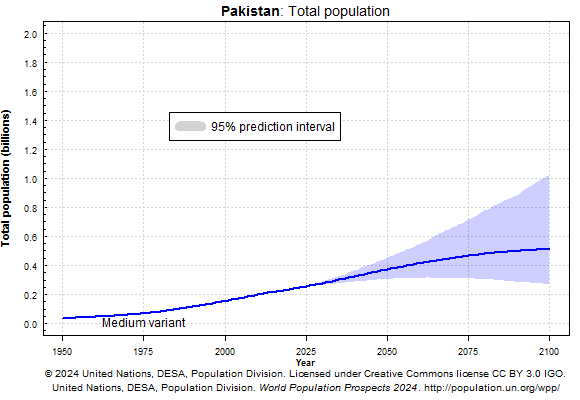 Pakistan: Total population
2.0
1.8
1.6
1.4
1.2
1.0
0.8
0.6
0.4
0.2
0.0
Total population (billions)
95% prediction interval
Medium variant
1950 1975 2000 2025 2050 2075 2100
Year
© 2024 United Nations, DESA, Population Division. Licensed under Creative Commons license CC BY 3.0 IGO.
United Nations, DESA, Population Division. World Population Prospects 2024. http://population.un.org/wpp/